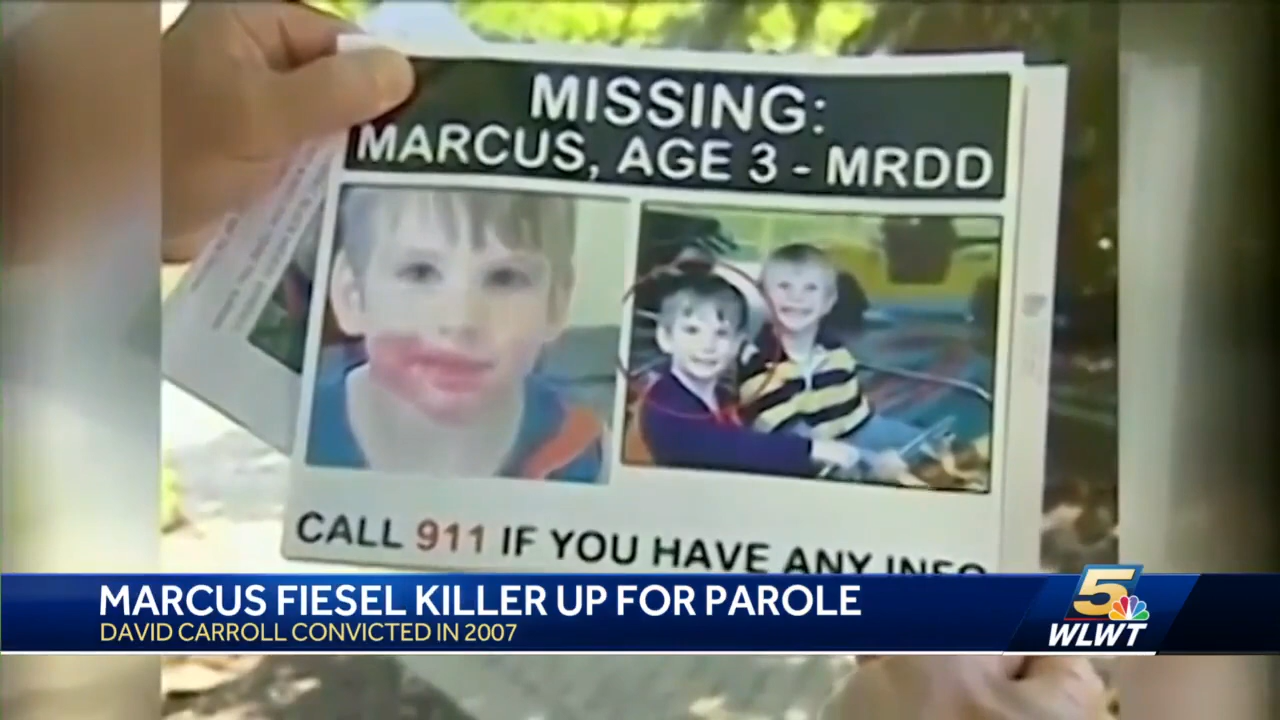 MISSING:
MARCUS, AGE 3 - MRDD
CALL 911 IF YOU HAVE ANY INFO
MARCUS FIESEL KILLER UP FOR PAROLE
DAVID CARROLL CONVICTED IN 2007
5
WLWT